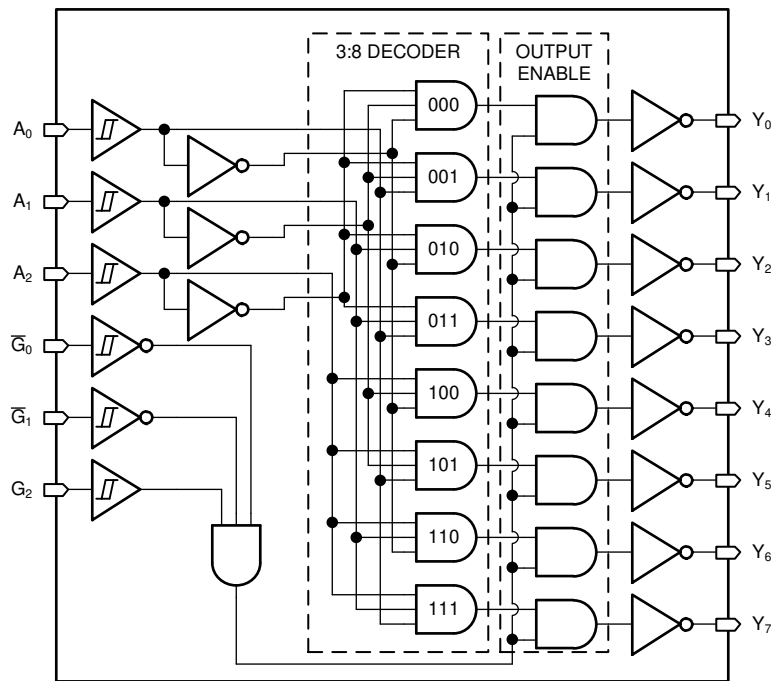 3:8 DECODER
OUTPUT
ENABLE
A0
000
Y0
A1
001
Y1
A2
010
Y2
G̅0
011
Y3
G̅1
100
Y4
G2
101
Y5
110
Y6
111
Y7